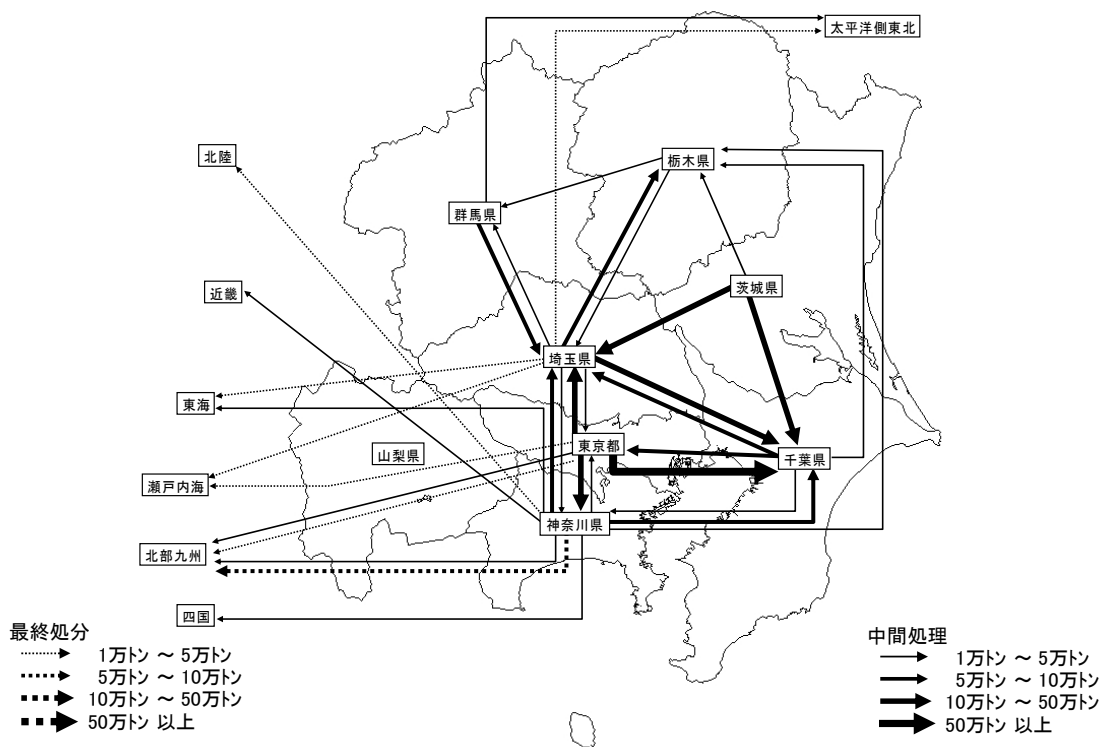 太平洋側東北
北陸
栃木県
群馬県
近畿
茨城県
埼玉県
東海
東京都
山梨県
千葉県
瀬戸内海
神奈川県
北部九州
四国
最終処分
1万トン ～ 5万トン
5万トン ～ 10万トン
10万トン ～ 50万トン
50万トン 以上
中間処理
1万トン ～ 5万トン
5万トン ～ 10万トン
10万トン ～ 50万トン
50万トン 以上